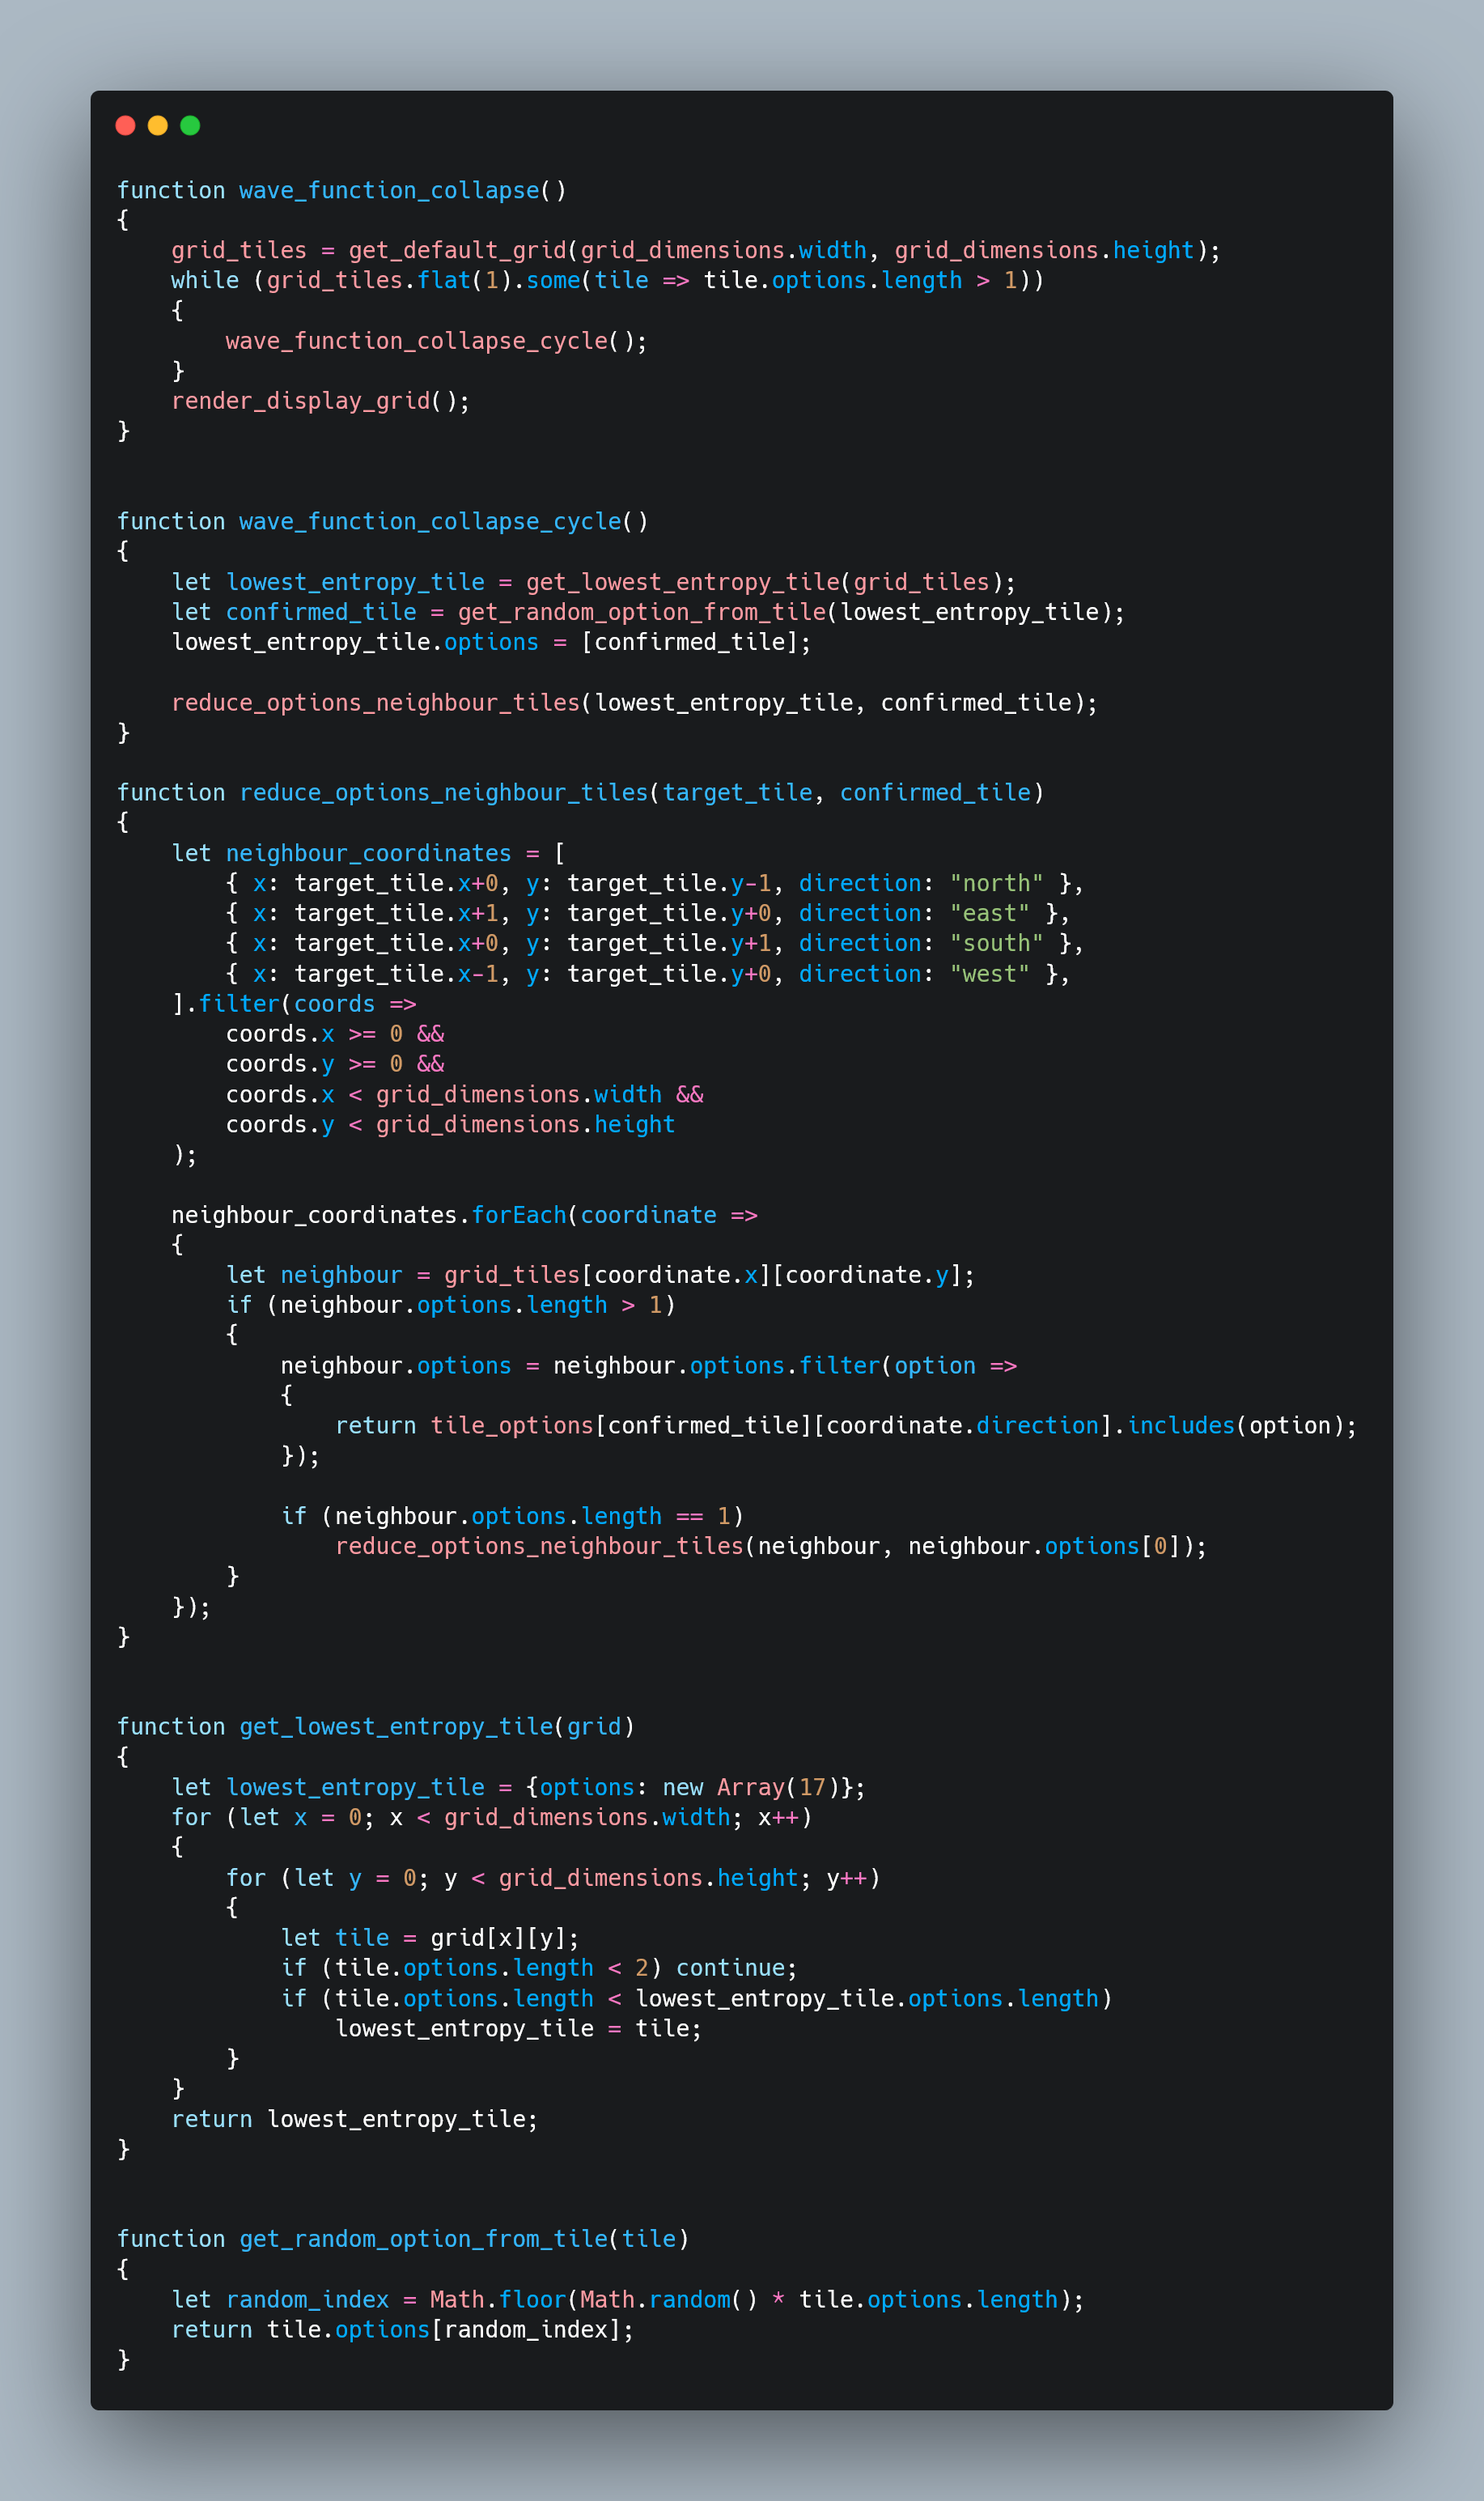 function wave_function_collapse()
{
    grid_tiles = get_default_grid(grid_dimensions.width, grid_dimensions.height);
    while (grid_tiles.flat(1).some(tile => tile.options.length > 1))
    {
        wave_function_collapse_cycle();
    }
    render_display_grid();
}


function wave_function_collapse_cycle()
{
    let lowest_entropy_tile = get_lowest_entropy_tile(grid_tiles);
    let confirmed_tile = get_random_option_from_tile(lowest_entropy_tile);
    lowest_entropy_tile.options = [confirmed_tile];

    reduce_options_neighbour_tiles(lowest_entropy_tile, confirmed_tile);
}

function reduce_options_neighbour_tiles(target_tile, confirmed_tile)
{
    let neighbour_coordinates = [
        { x: target_tile.x+0, y: target_tile.y-1, direction: "north" },
        { x: target_tile.x+1, y: target_tile.y+0, direction: "east" },
        { x: target_tile.x+0, y: target_tile.y+1, direction: "south" },
        { x: target_tile.x-1, y: target_tile.y+0, direction: "west" },
    ].filter(coords =>
        coords.x >= 0 &&
        coords.y >= 0 &&
        coords.x < grid_dimensions.width &&
        coords.y < grid_dimensions.height
    );

    neighbour_coordinates.forEach(coordinate =>
    {
        let neighbour = grid_tiles[coordinate.x][coordinate.y];
        if (neighbour.options.length > 1)
        {
            neighbour.options = neighbour.options.filter(option =>
            {
                return tile_options[confirmed_tile][coordinate.direction].includes(option);
            });

            if (neighbour.options.length == 1)
                reduce_options_neighbour_tiles(neighbour, neighbour.options[0]);
        }
    });
}


function get_lowest_entropy_tile(grid)
{
    let lowest_entropy_tile = {options: new Array(17)};
    for (let x = 0; x < grid_dimensions.width; x++)
    {
        for (let y = 0; y < grid_dimensions.height; y++)
        {
            let tile = grid[x][y];
            if (tile.options.length < 2) continue;
            if (tile.options.length < lowest_entropy_tile.options.length)
                lowest_entropy_tile = tile;
        }
    }
    return lowest_entropy_tile;
}


function get_random_option_from_tile(tile)
{
    let random_index = Math.floor(Math.random() * tile.options.length);
    return tile.options[random_index];
}